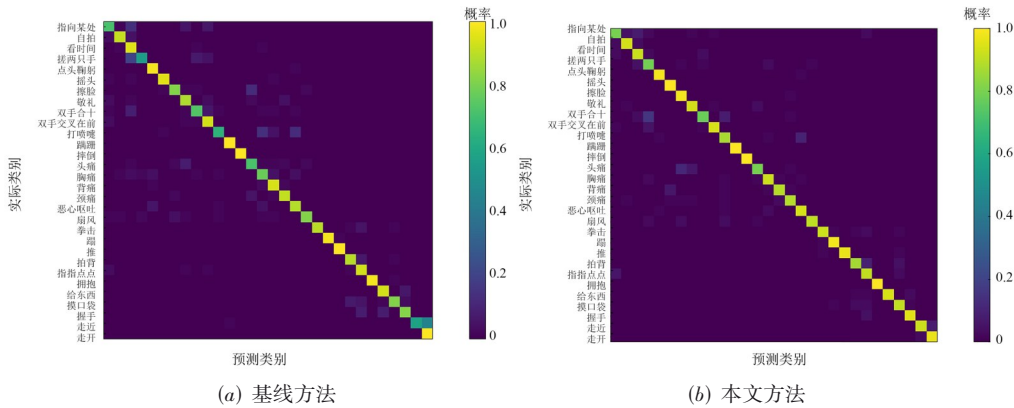 概率
1.0
0.8
0.6
0.4
0.2
0
实际类别
指向某处
自拍
看时间
搓两只手
点头鞠躬
摇头
擦脸
敬礼
双手合十
双手交叉在前
打喷嚏
蹒跚
摔倒
头痛
胸痛
背痛
颈痛
恶心呕吐
扇风
拳击
踢
推
拍背
指指点点
拥抱
给东西
摸口袋
握手
走近
走开
预测类别
(a) 基线方法
概率
1.0
0.8
0.6
0.4
0.2
0
实际类别
指向某处
自拍
看时间
搓两只手
点头鞠躬
摇头
擦脸
敬礼
双手合十
双手交叉在前
打喷嚏
蹒跚
摔倒
头痛
胸痛
背痛
颈痛
恶心呕吐
扇风
拳击
踢
推
拍背
指指点点
拥抱
给东西
摸口袋
握手
走近
走开
预测类别
(b) 本文方法